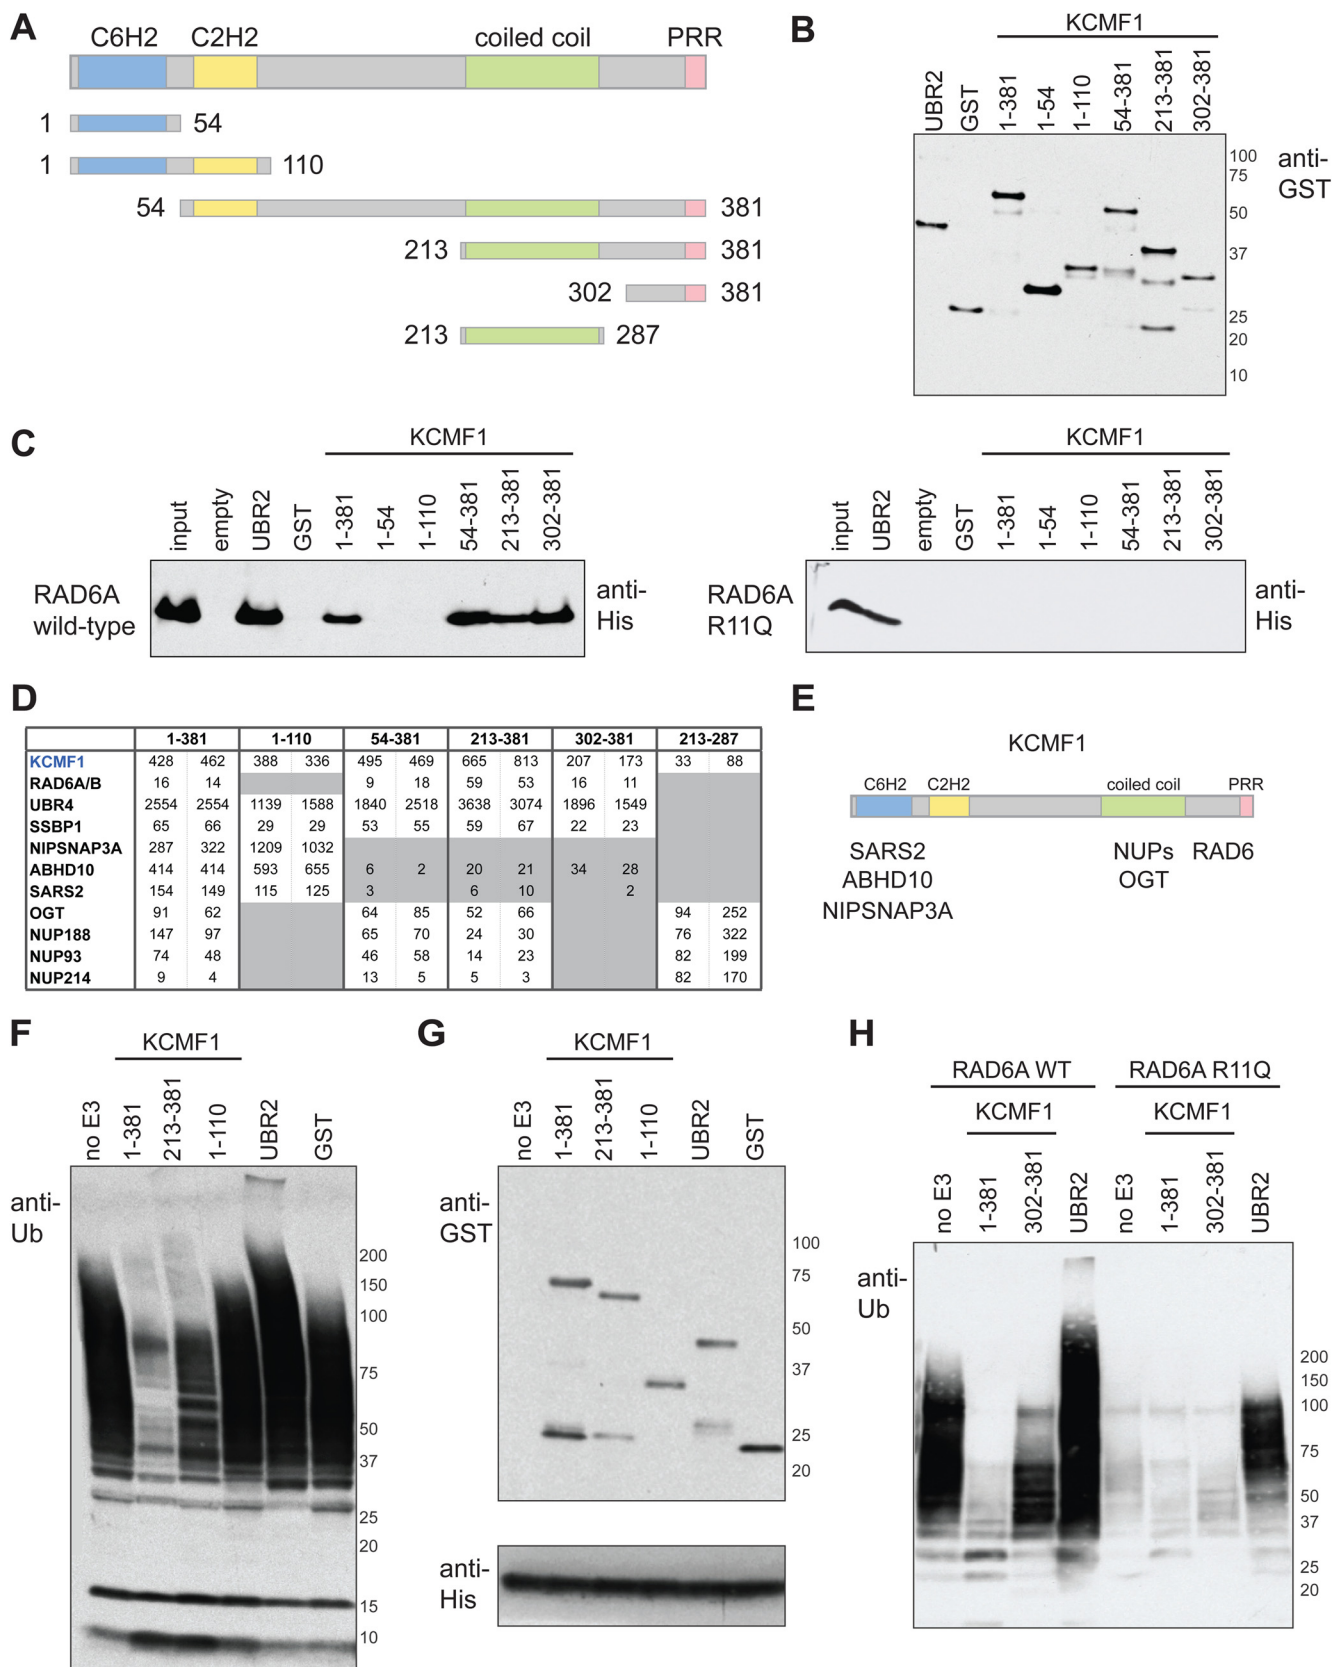 A
C6H2 C2H2 coiled coil PRR
1 54
1 110
54 381
213 381
302 381
213 287
B
KCMF1
UBR2 GST 1-381 1-54 1-110 54-381 213-381 302-381
anti-
GST
100
75
50
37
25
20
10
C
KCMF1
input empty UBR2 GST 1-381 1-54 1-110 54-381 213-381 302-381
RAD6A
wild-type
anti-
His
KCMF1
input UBR2 empty GST 1-381 1-54 1-110 54-381 213-381 302-381
RAD6A
R11Q
anti-
His
D
1-381 1-110 54-381 213-381 302-381 213-287
KCMF1 428 462 388 336 495 469 665 813 207 173 33 88
RAD6A/B 16 14 9 18 59 53 16 11
UBR4 2554 2554 1139 1588 1840 2518 3638 3074 1896 1549
SSBP1 65 66 29 29 53 55 59 67 22 23
NIPSNAP3A 287 322 1209 1032
ABHD10 414 414 593 655 6 2 20 21 34 28
SARS2 154 149 115 125 3 6 10 2
OGT 91 62 64 85 52 66 94 252
NUP188 147 97 65 70 24 30 76 322
NUP93 74 48 46 58 14 23 82 199
NUP214 9 4 13 5 5 3 82 170
E
KCMF1
C6H2 C2H2 coiled coil PRR
SARS2 NUPs RAD6
ABHD10 OGT
NIPSNAP3A
F
KCMF1
no E3 1-381 213-381 1-110 UBR2 GST
anti-
Ub
200
150
100
75
50
37
25
20
15
10
G
KCMF1
no E3 1-381 213-381 1-110 UBR2 GST
anti-
GST
100
75
50
37
25
20
anti-
His
H
RAD6A WT RAD6A R11Q
KCMF1 KCMF1
no E3 1-381 302-381 UBR2 no E3 1-381 302-381 UBR2
anti-
Ub
200
150
100
75
50
37
25
20